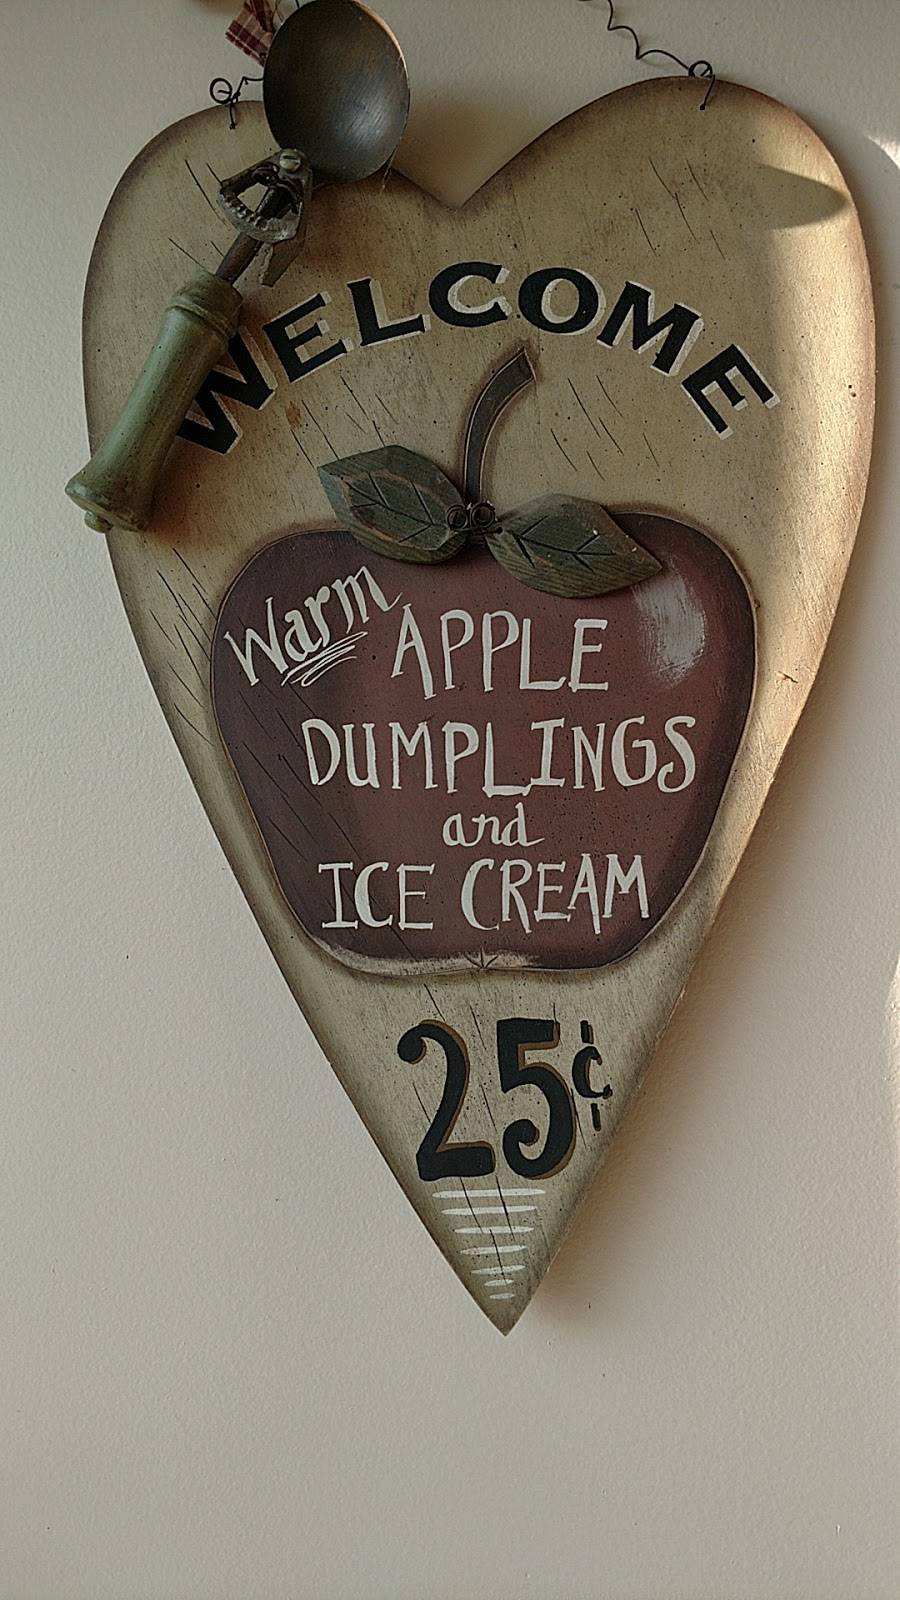 WELCOME
Warm APPLE
DUMPLINGS
and
ICE CREAM
25¢